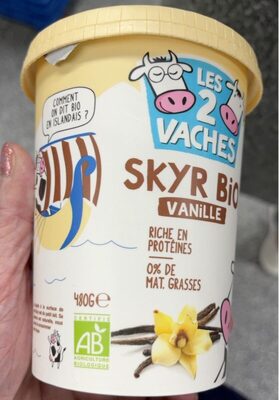 COMMENT
ON DIT BIO
EN ISLANDAIS ?
LES
2
VACHES
SKYR BiO
VANILLE
RICHE EN
PROTÉINES
0% DE
MAT. GRASSES
480G e
CERTIFIÉ
AB
AGRICULTURE
BIOLOGIQUE